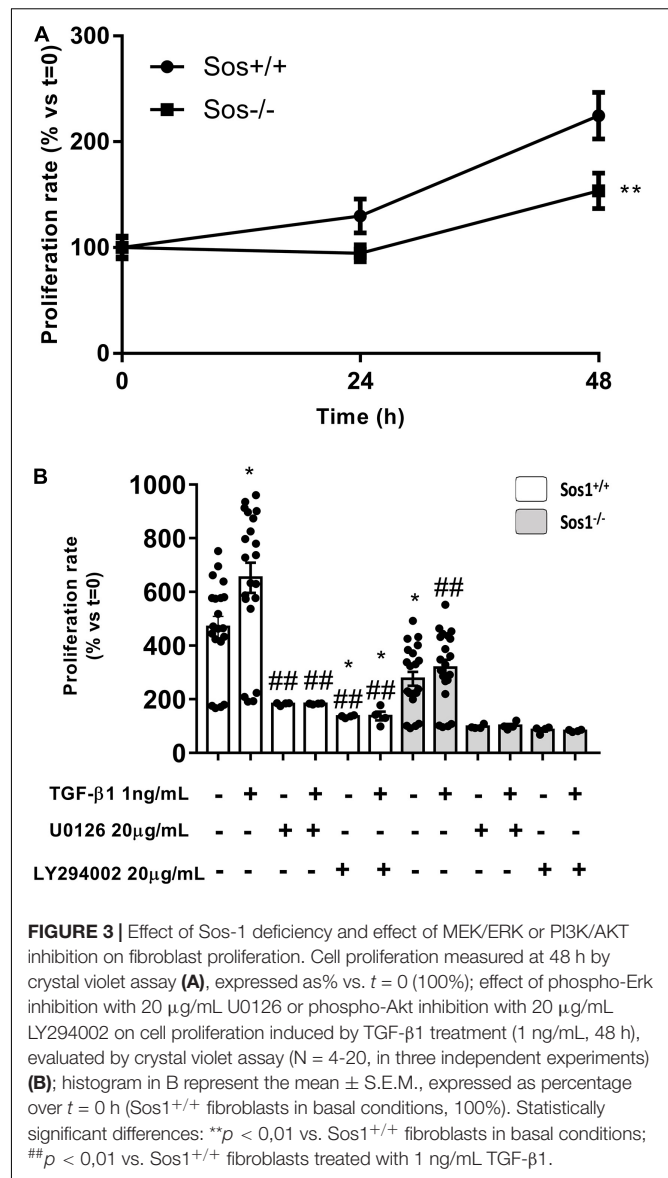 A
Proliferation rate (% vs t=0)
300
200
100
0
Sos+/+
Sos-/-
**
0 24 48
Time (h)
B
Proliferation rate
(% vs t=0)
1000
800
600
400
200
0
*
## ## * ## * ## * ##
Sos1+/+
Sos1-/-
TGF-β1 1ng/mL - + - + - + - + - + - +
U0126 20μg/mL - - + + - - - - + + - -
LY294002 20μg/mL - - - - + + - - - - + +
FIGURE 3 | Effect of Sos-1 deficiency and effect of MEK/ERK or PI3K/AKT
inhibition on fibroblast proliferation. Cell proliferation measured at 48 h by
crystal violet assay (A), expressed as% vs. t = 0 (100%); effect of phospho-Erk
inhibition with 20 μg/mL U0126 or phospho-Akt inhibition with 20 μg/mL
LY294002 on cell proliferation induced by TGF-β1 treatment (1 ng/mL, 48 h),
evaluated by crystal violet assay (N = 4-20, in three independent experiments)
(B); histogram in B represent the mean ± S.E.M., expressed as percentage
over t = 0 h (Sos1+/+ fibroblasts in basal conditions, 100%). Statistically
significant differences: **p < 0,01 vs. Sos1+/+ fibroblasts in basal conditions;
##p < 0,01 vs. Sos1+/+ fibroblasts treated with 1 ng/mL TGF-β1.